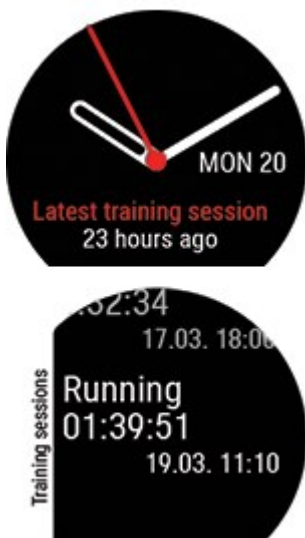 MON 20
Latest training session
23 hours ago
:32:34
17.03. 18:00
Training sessions
Running
01:39:51
19.03. 11:10